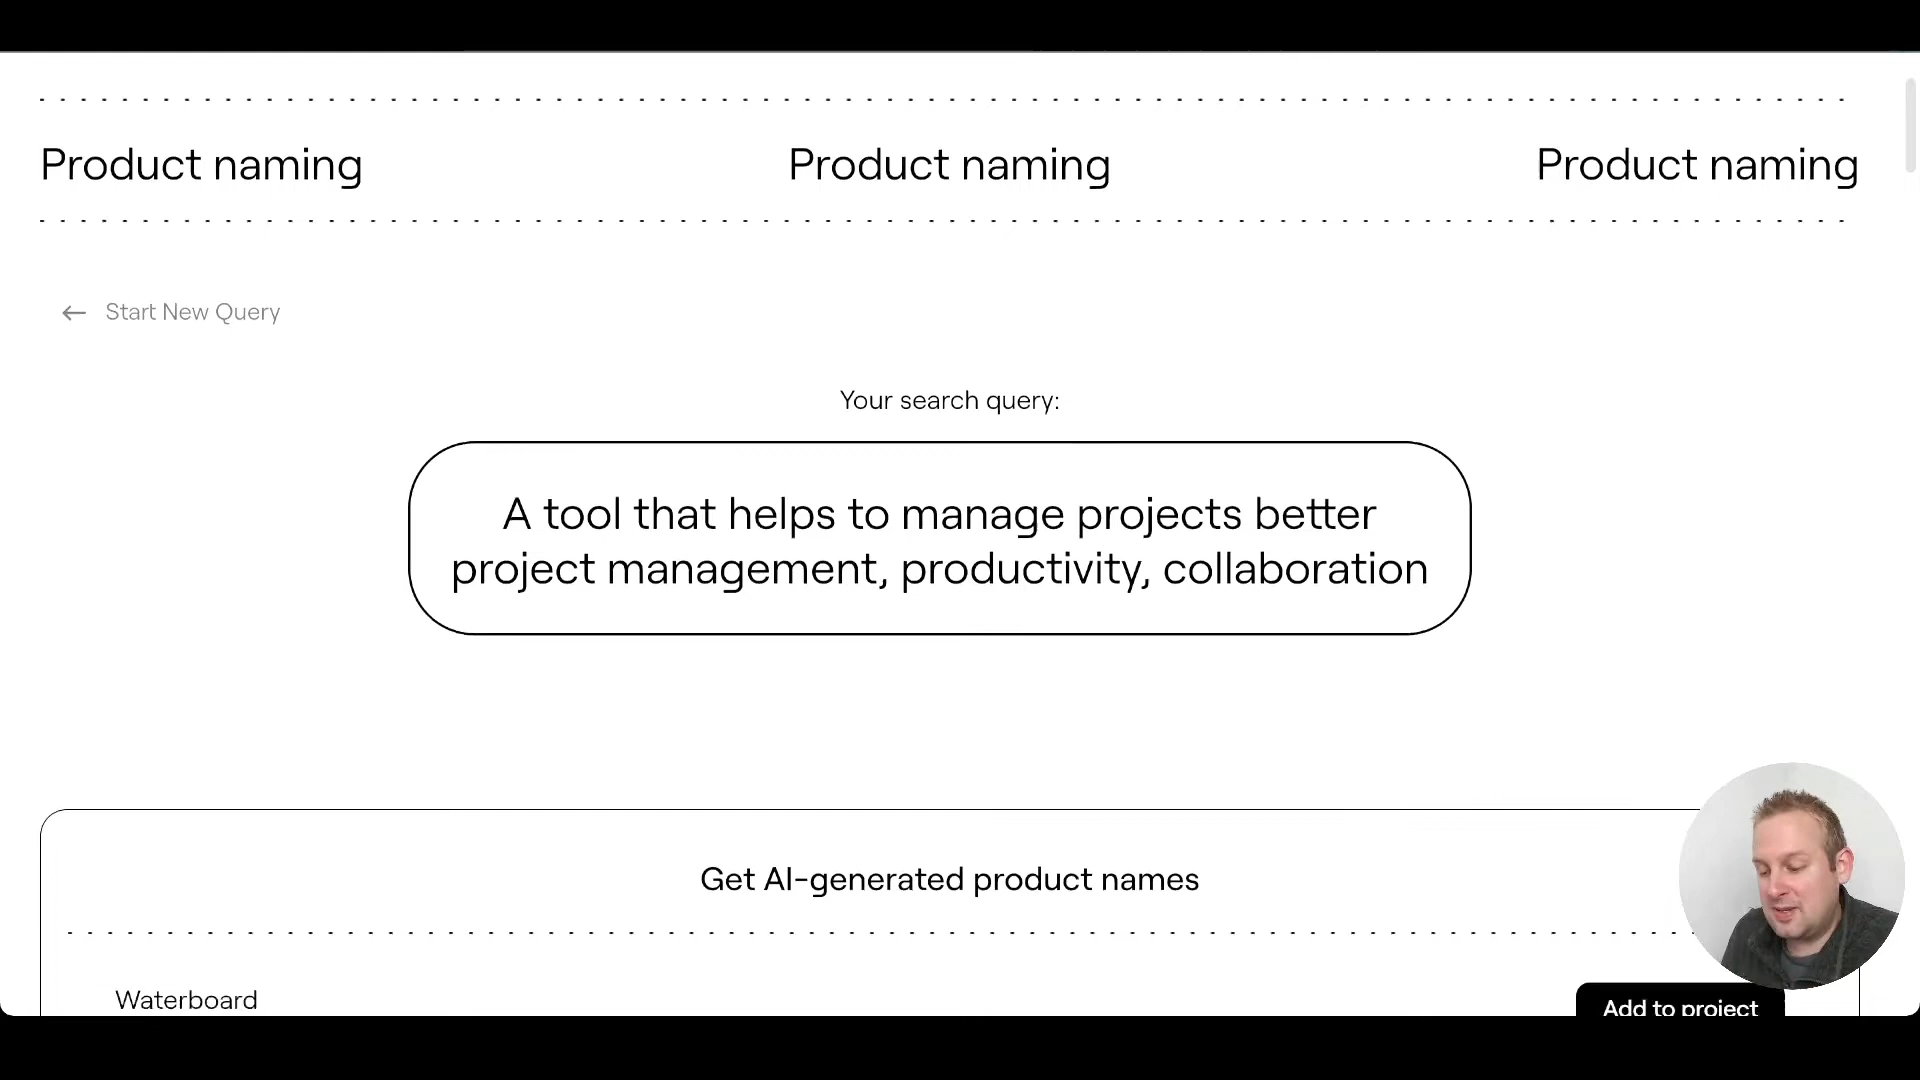 Product naming Product naming Product naming
← Start New Query
Your search query:
A tool that helps to manage projects better
project management, productivity, collaboration
Get AI-generated product names
Waterboard
Add to project